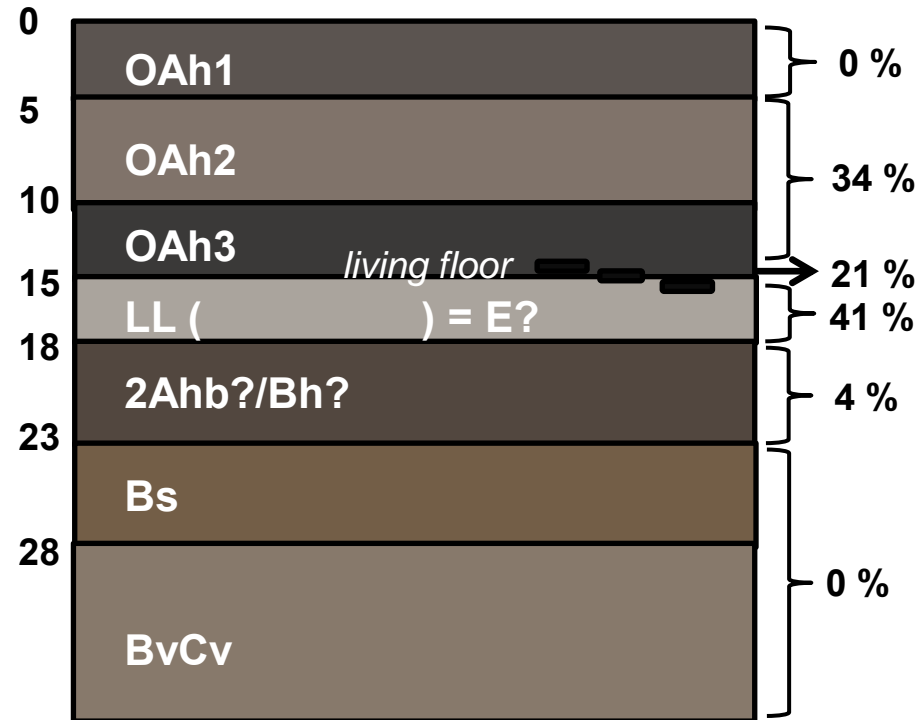 0
OAh1
0 %
5
OAh2
34 %
10
OAh3
living floor
21 %
15
LL ( ) = E?
41 %
18
2Ahb?/Bh?
4 %
23
Bs
28
0 %
BvCv